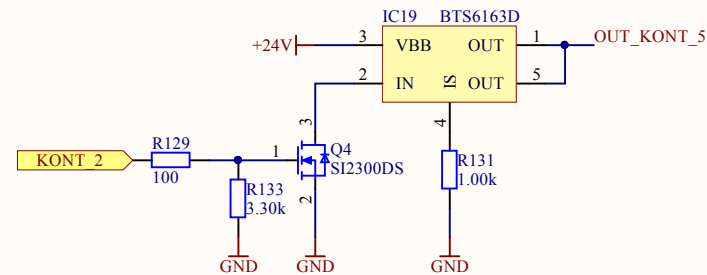 IC19 BTS6163D
+24V 3 VBB OUT 1 OUT_KONT_5
2 IN IS OUT 5
4
3
R129 1 Q4
KONT_2 SI2300DS R131
100 R133 2 1.00k
3.30k
GND GND GND